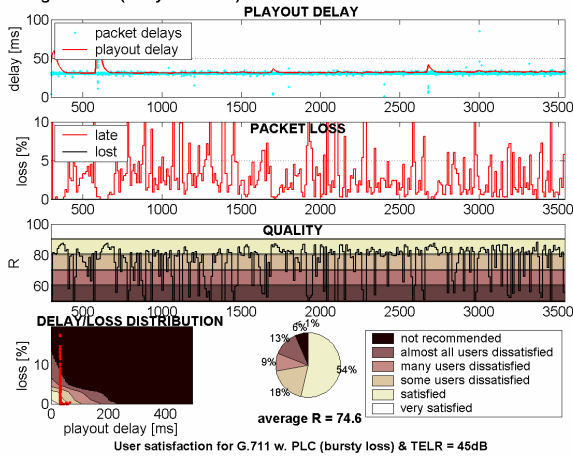 PLAYOUT DELAY
100
50
0
delay [ms]
packet delays
playout delay
500 1000 1500 2000 2500 3000 3500
PACKET LOSS
10
5
0
loss [%]
late
lost
500 1000 1500 2000 2500 3000 3500
QUALITY
100
80
60
R
500 1000 1500 2000 2500 3000 3500
DELAY/LOSS DISTRIBUTION
10
0
loss [%]
0 200 400
playout delay [ms]
13%
6%
< 1%
9%
54%
18%
average R = 74.6
not recommended
almost all users dissatisfied
many users dissatisfied
some users dissatisfied
satisfied
very satisfied
User satisfaction for G.711 w. PLC (bursty loss) & TELR = 45dB